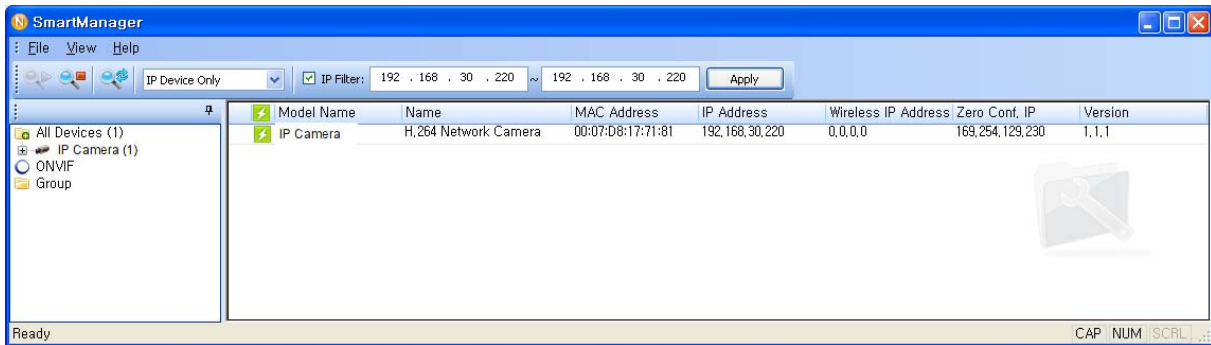 SmartManager
File View Help
IP Device Only IP Filter: 192 . 168 . 30 . 220 ~ 192 . 168 . 30 . 220 Apply
Model Name Name MAC Address IP Address Wireless IP Address Zero Conf, IP Version
All Devices (1) IP Camera H,264 Network Camera 00:07:D8:17:71:81 192,168,30,220 0,0,0,0 169,254,129,230 1,1,1
IP Camera (1)
ONVIF
Group
Ready CAP NUM SCRL